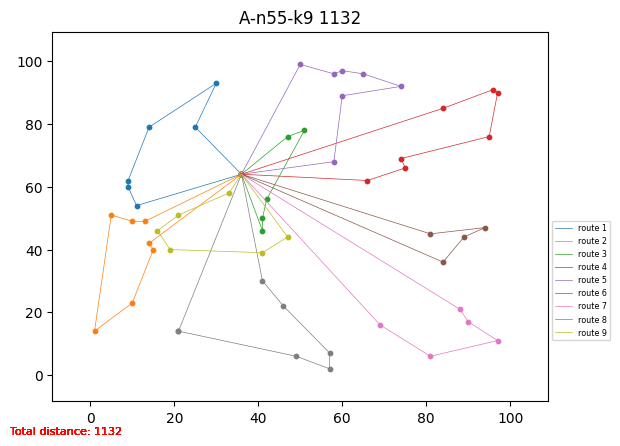 A-n55-k9 1132
100
80
60
40
20
0
0 20 40 60 80 100
route 1
route 2
route 3
route 4
route 5
route 6
route 7
route 8
route 9
Total distance: 1132